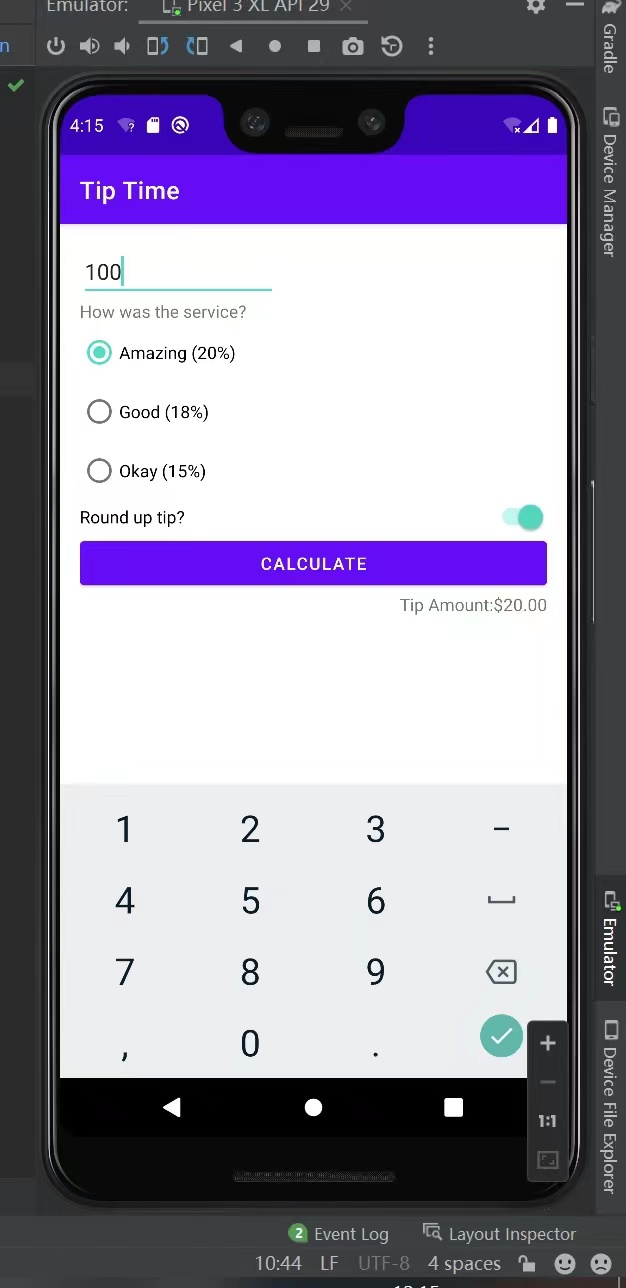 Emulator:
Pixel 3 XL API 29
n
Gradle
Device Manager
4:15
Tip Time
100
How was the service?
Amazing (20%)
Good (18%)
Okay (15%)
Round up tip?
CALCULATE
Tip Amount:$20.00
1 2 3 -
4 5 6
7 8 9
, 0 .
1:1
Emulator
Device File Explorer
2 Event Log Layout Inspector
10:44 LF UTF-8 4 spaces